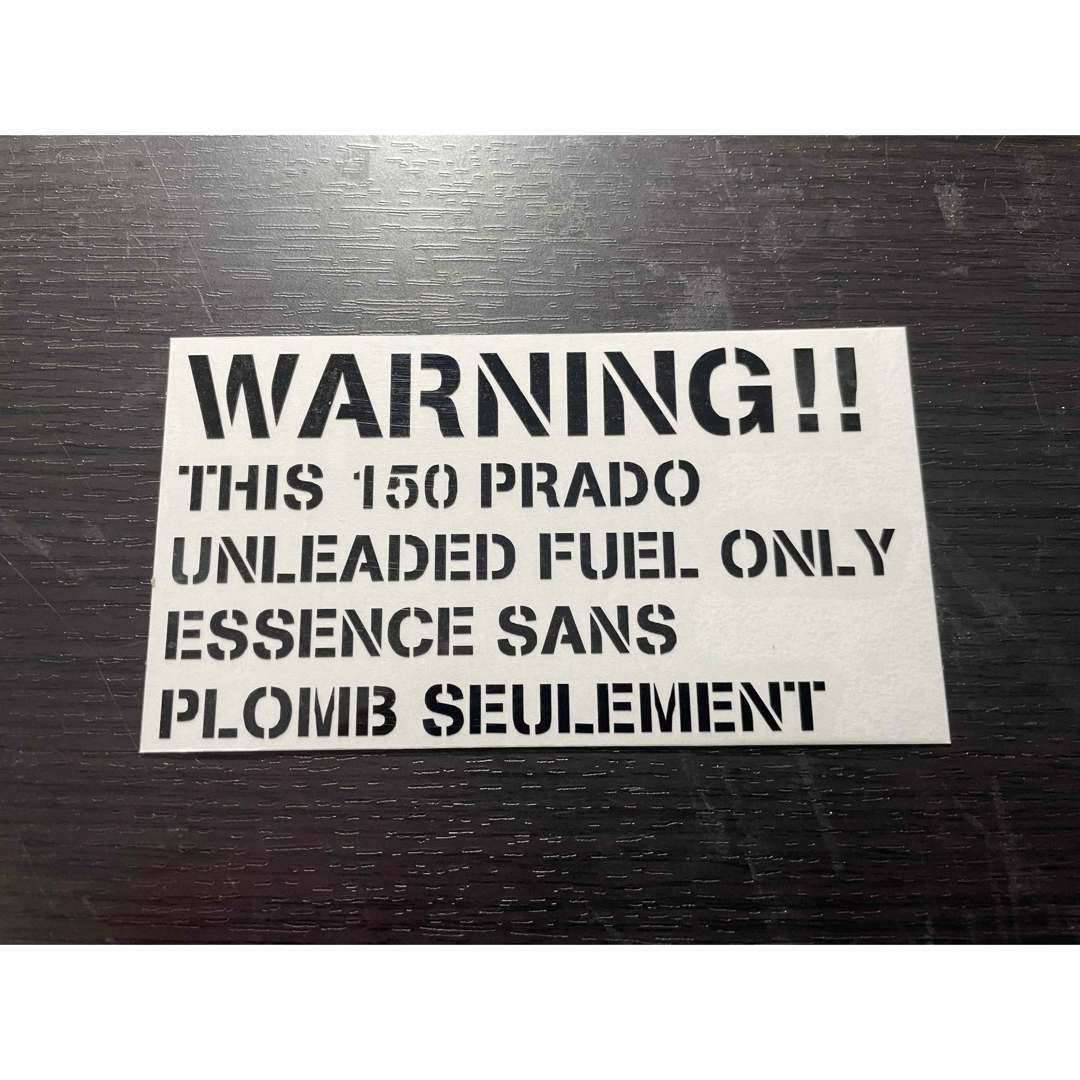 WARNING!!
THIS 150 PRADO
UNLEADED FUEL ONLY
ESSENCE SANS
PLOMB SEULEMENT